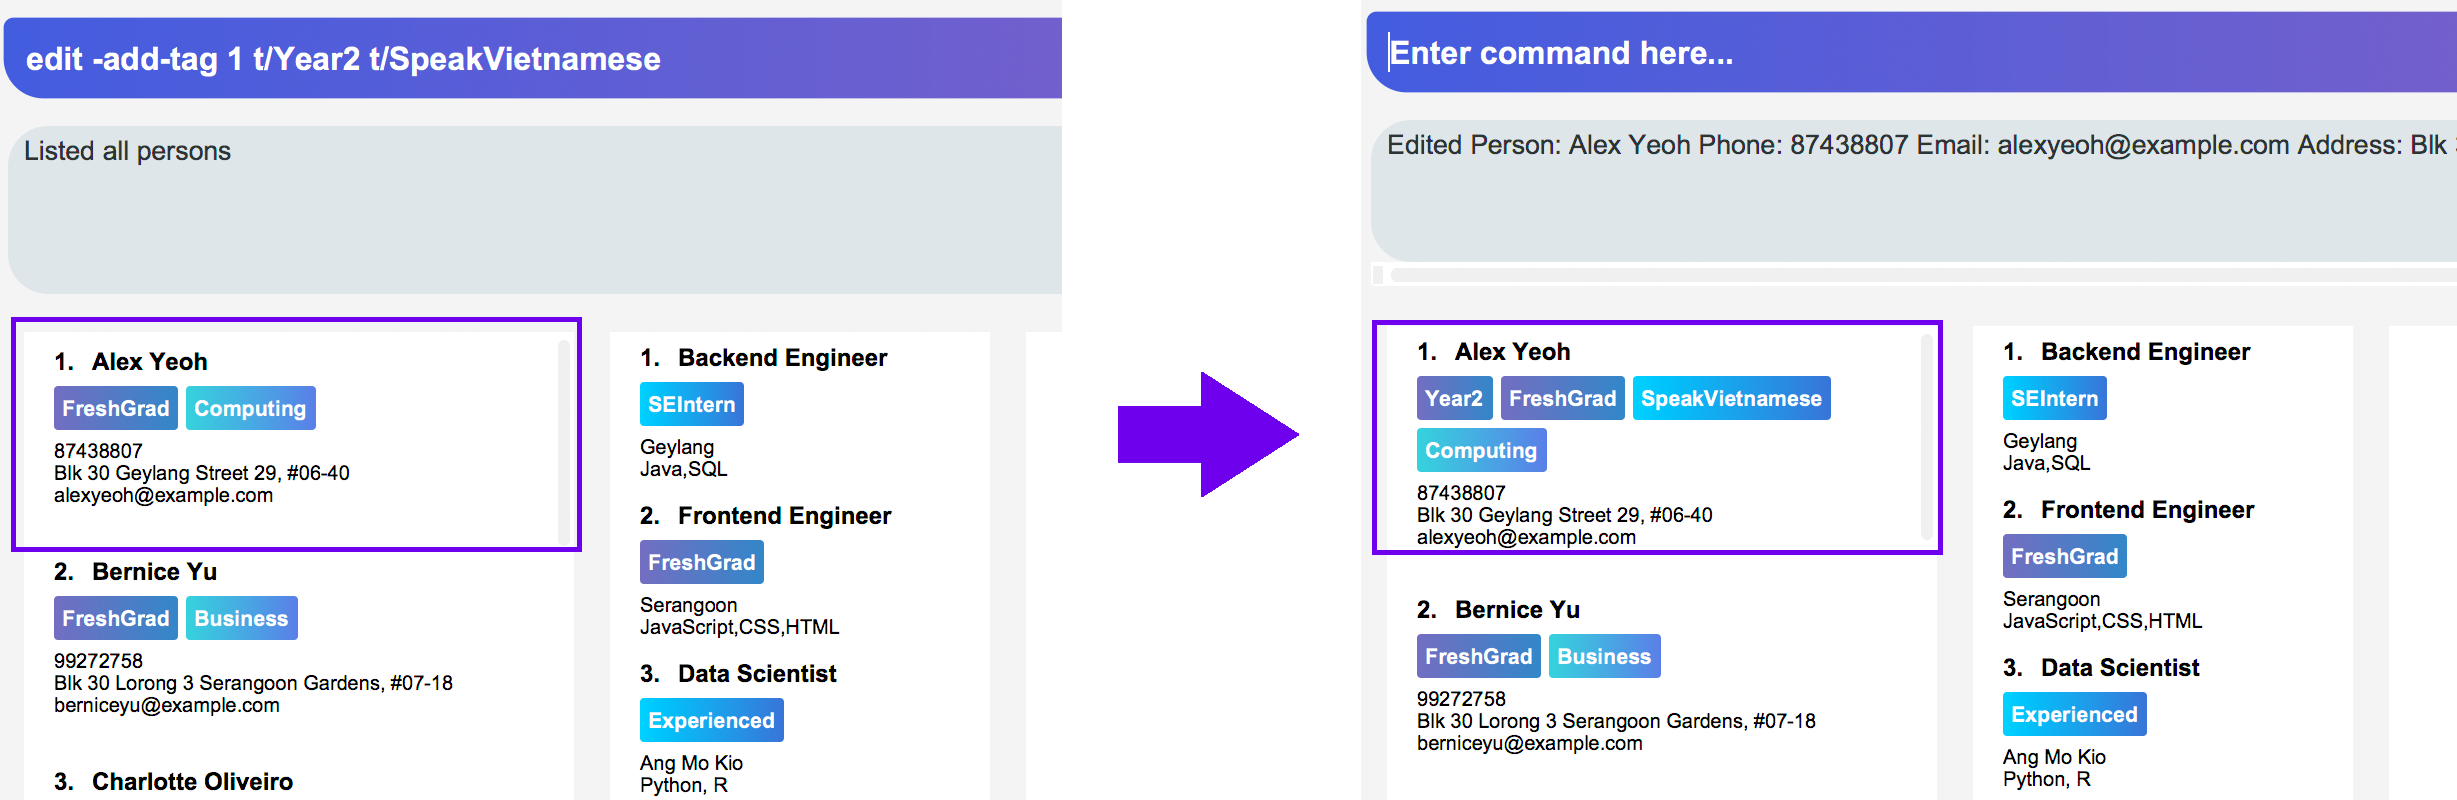 edit -add-tag 1 t/Year2 t/SpeakVietnamese
Listed all persons
1. Alex Yeoh
FreshGrad Computing
87438807
Blk 30 Geylang Street 29, #06-40
alexyeoh@example.com
2. Bernice Yu
FreshGrad Business
99272758
Blk 30 Lorong 3 Serangoon Gardens, #07-18
berniceyu@example.com
3. Charlotte Oliveiro
1. Backend Engineer
SEIntern
Geylang
Java,SQL
2. Frontend Engineer
FreshGrad
Serangoon
JavaScript,CSS,HTML
3. Data Scientist
Experienced
Ang Mo Kio
Python, R
Enter command here...
Edited Person: Alex Yeoh Phone: 87438807 Email: alexyeoh@example.com Address: Blk
1. Alex Yeoh
Year2 FreshGrad SpeakVietnamese
Computing
87438807
Blk 30 Geylang Street 29, #06-40
alexyeoh@example.com
2. Bernice Yu
FreshGrad Business
99272758
Blk 30 Lorong 3 Serangoon Gardens, #07-18
berniceyu@example.com
1. Backend Engineer
SEIntern
Geylang
Java,SQL
2. Frontend Engineer
FreshGrad
Serangoon
JavaScript,CSS,HTML
3. Data Scientist
Experienced
Ang Mo Kio
Python, R